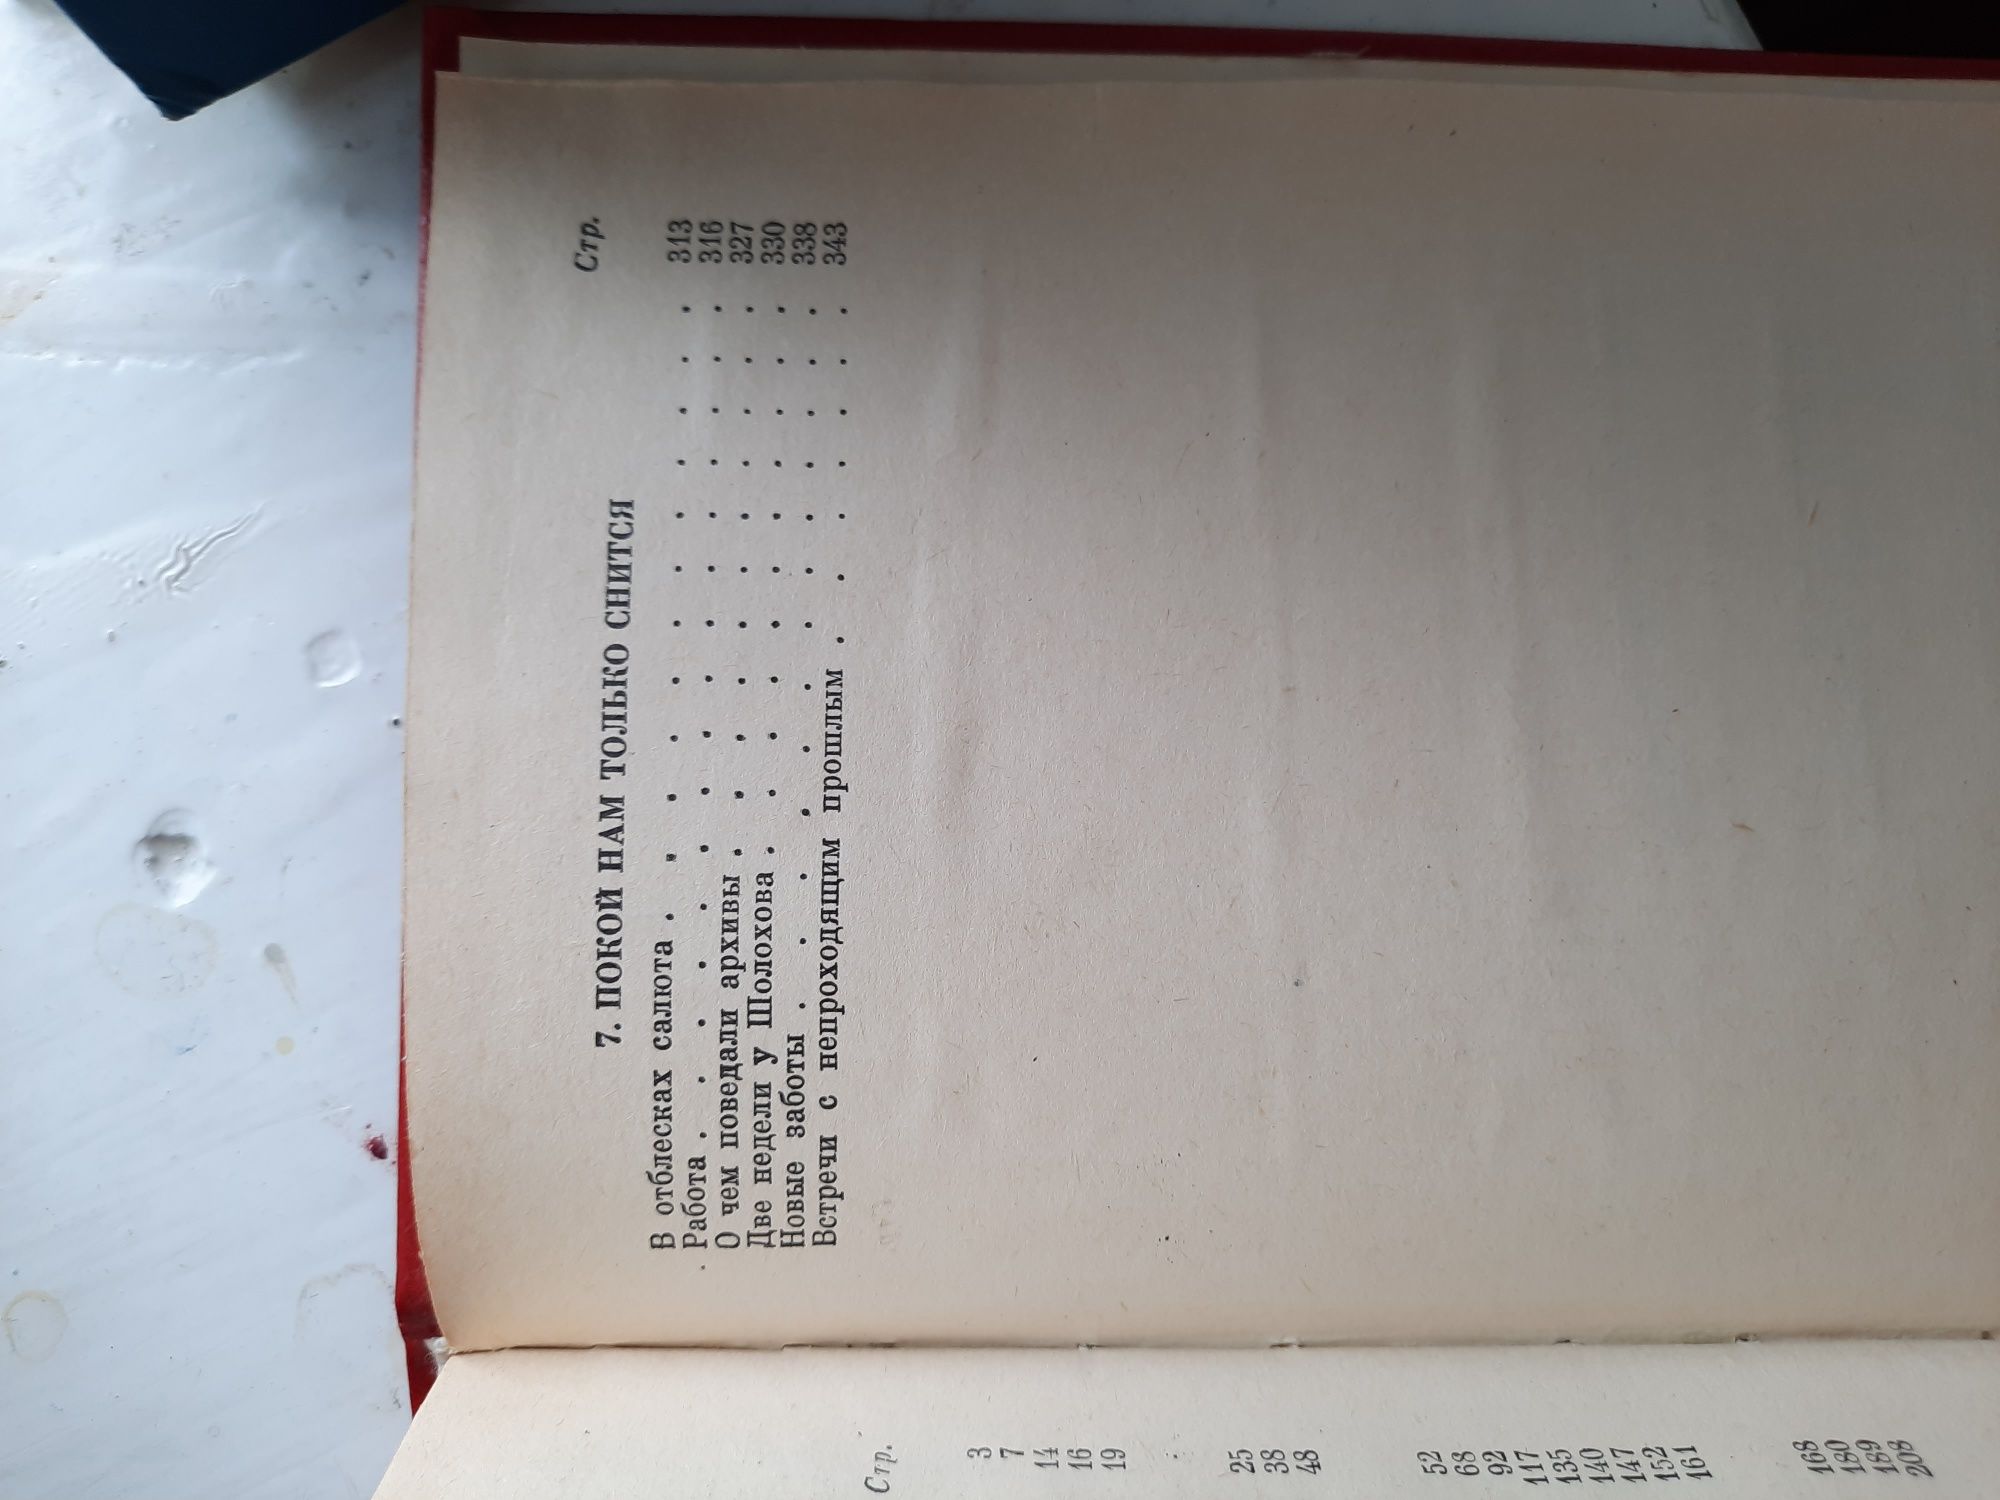 Стр.
3
7
14
16
19
25
38
48
52
68
92
117
135
140
147
152
161
168
180
189
208
Стр.
7. ПОКОЙ НАМ ТОЛЬКО СНИТСЯ
В отблесках салюта . . . . . . . . . . . . 313
Работа . . . . . . . . . . . . . . . . 316
О чем поведали архивы . . . . . . . . . . . 327
Две недели у Шолохова . . . . . . . . . . . 330
Новые заботы . . . . . . . . . . . . . . 338
Встречи с непроходящим прошлым . . . . . . . 343